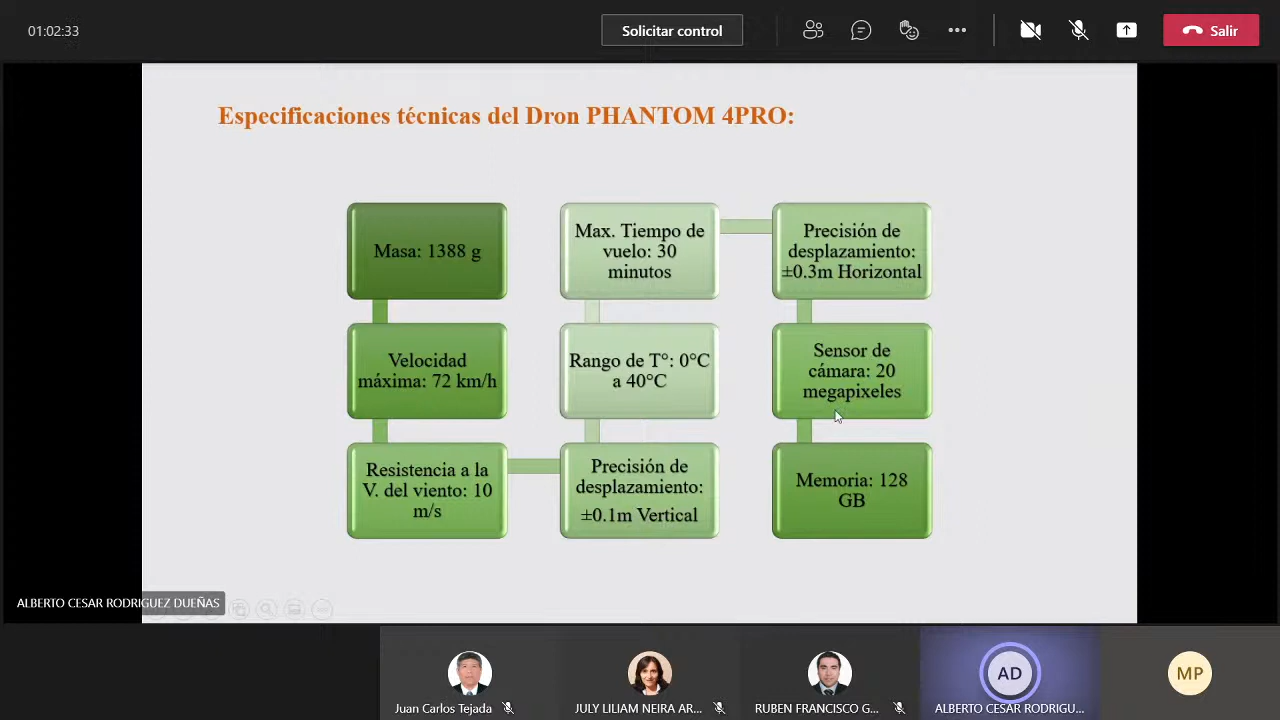 01:02:33
Solicitar control
Salir
Especificaciones técnicas del Dron PHANTOM 4PRO:
Masa: 1388 g
Velocidad
máxima: 72 km/h
Resistencia a la
V. del viento: 10
m/s
Precisión de
desplazamiento:
±0.1m Vertical
Rango de T°: 0°C
a 40°C
Max. Tiempo de
vuelo: 30
minutos
Precisión de
desplazamiento:
±0.3m Horizontal
Sensor de
cámara: 20
megapixeles
Memoria: 128
GB
ALBERTO CESAR RODRIGUEZ DUEÑAS
Juan Carlos Tejada
JULY LILIAM NEIRA AR...
RUBEN FRANCISCO G...
AD
ALBERTO CESAR RODRIGU...
MP